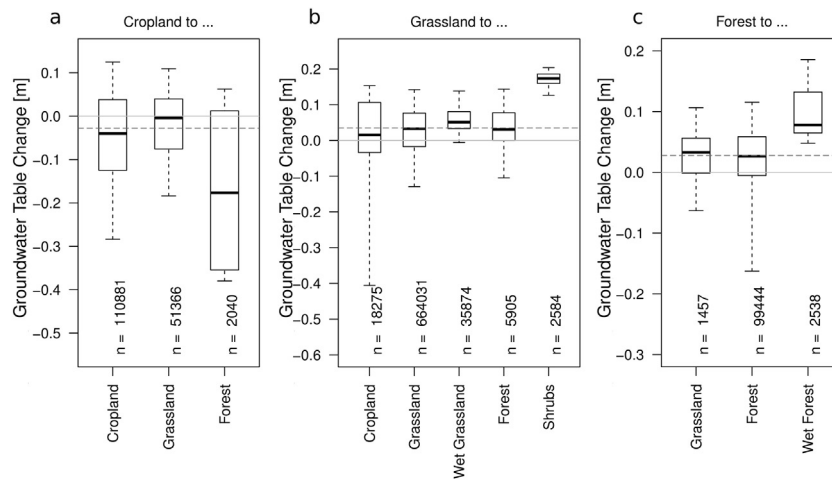 a
Cropland to ...
Groundwater Table Change [m]
0.1
0.0
−0.1
−0.2
−0.3
−0.4
−0.5
n = 110881
n = 51366
n = 2040
Cropland
Grassland
Forest
b
Grassland to ...
Groundwater Table Change [m]
0.2
0.1
0.0
−0.1
−0.2
−0.3
−0.4
−0.5
−0.6
n = 18275
n = 664031
n = 35874
n = 5905
n = 2584
Cropland
Grassland
Wet Grassland
Forest
Shrubs
c
Forest to ...
Groundwater Table Change [m]
0.2
0.1
0.0
−0.1
−0.2
−0.3
n = 1457
n = 99444
n = 2538
Grassland
Forest
Wet Forest